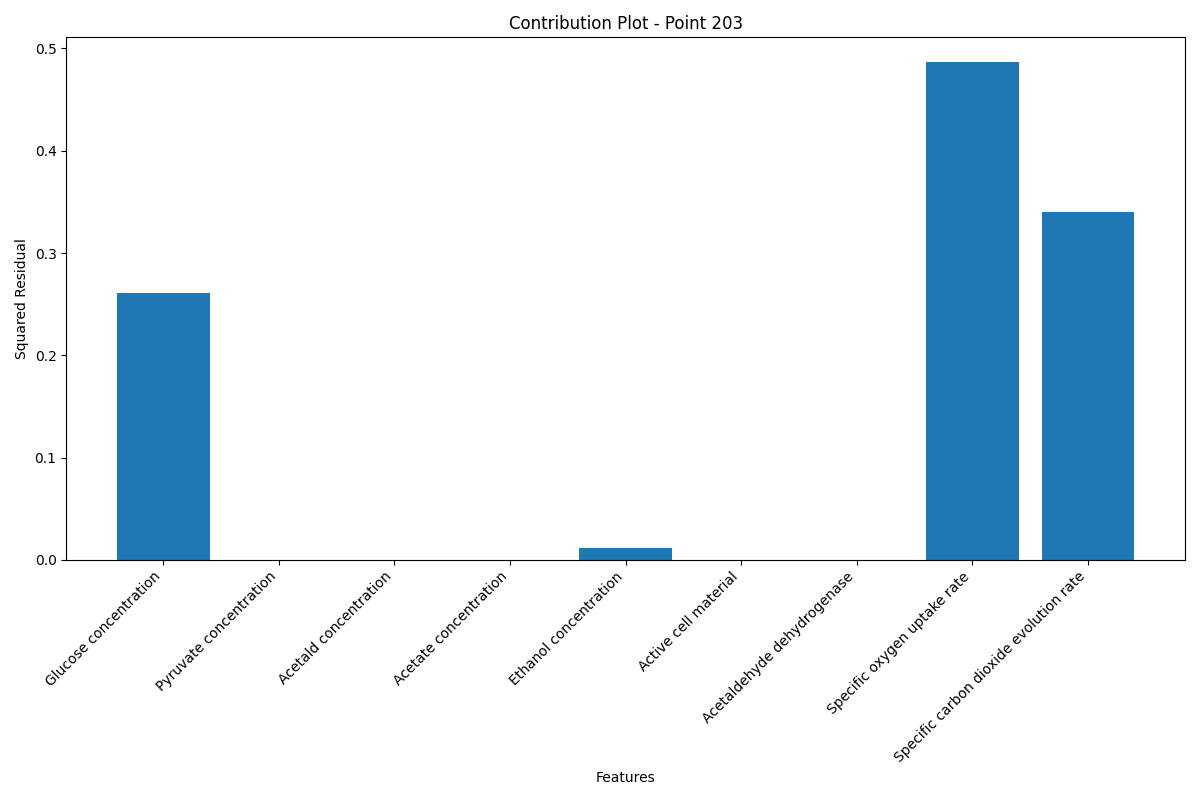 Contribution Plot - Point 203
Squared Residual
0.5
0.4
0.3
0.2
0.1
0.0
Glucose concentration
Pyruvate concentration
Acetald concentration
Acetate concentration
Ethanol concentration
Active cell material
Acetaldehyde dehydrogenase
Specific oxygen uptake rate
Specific carbon dioxide evolution rate
Features